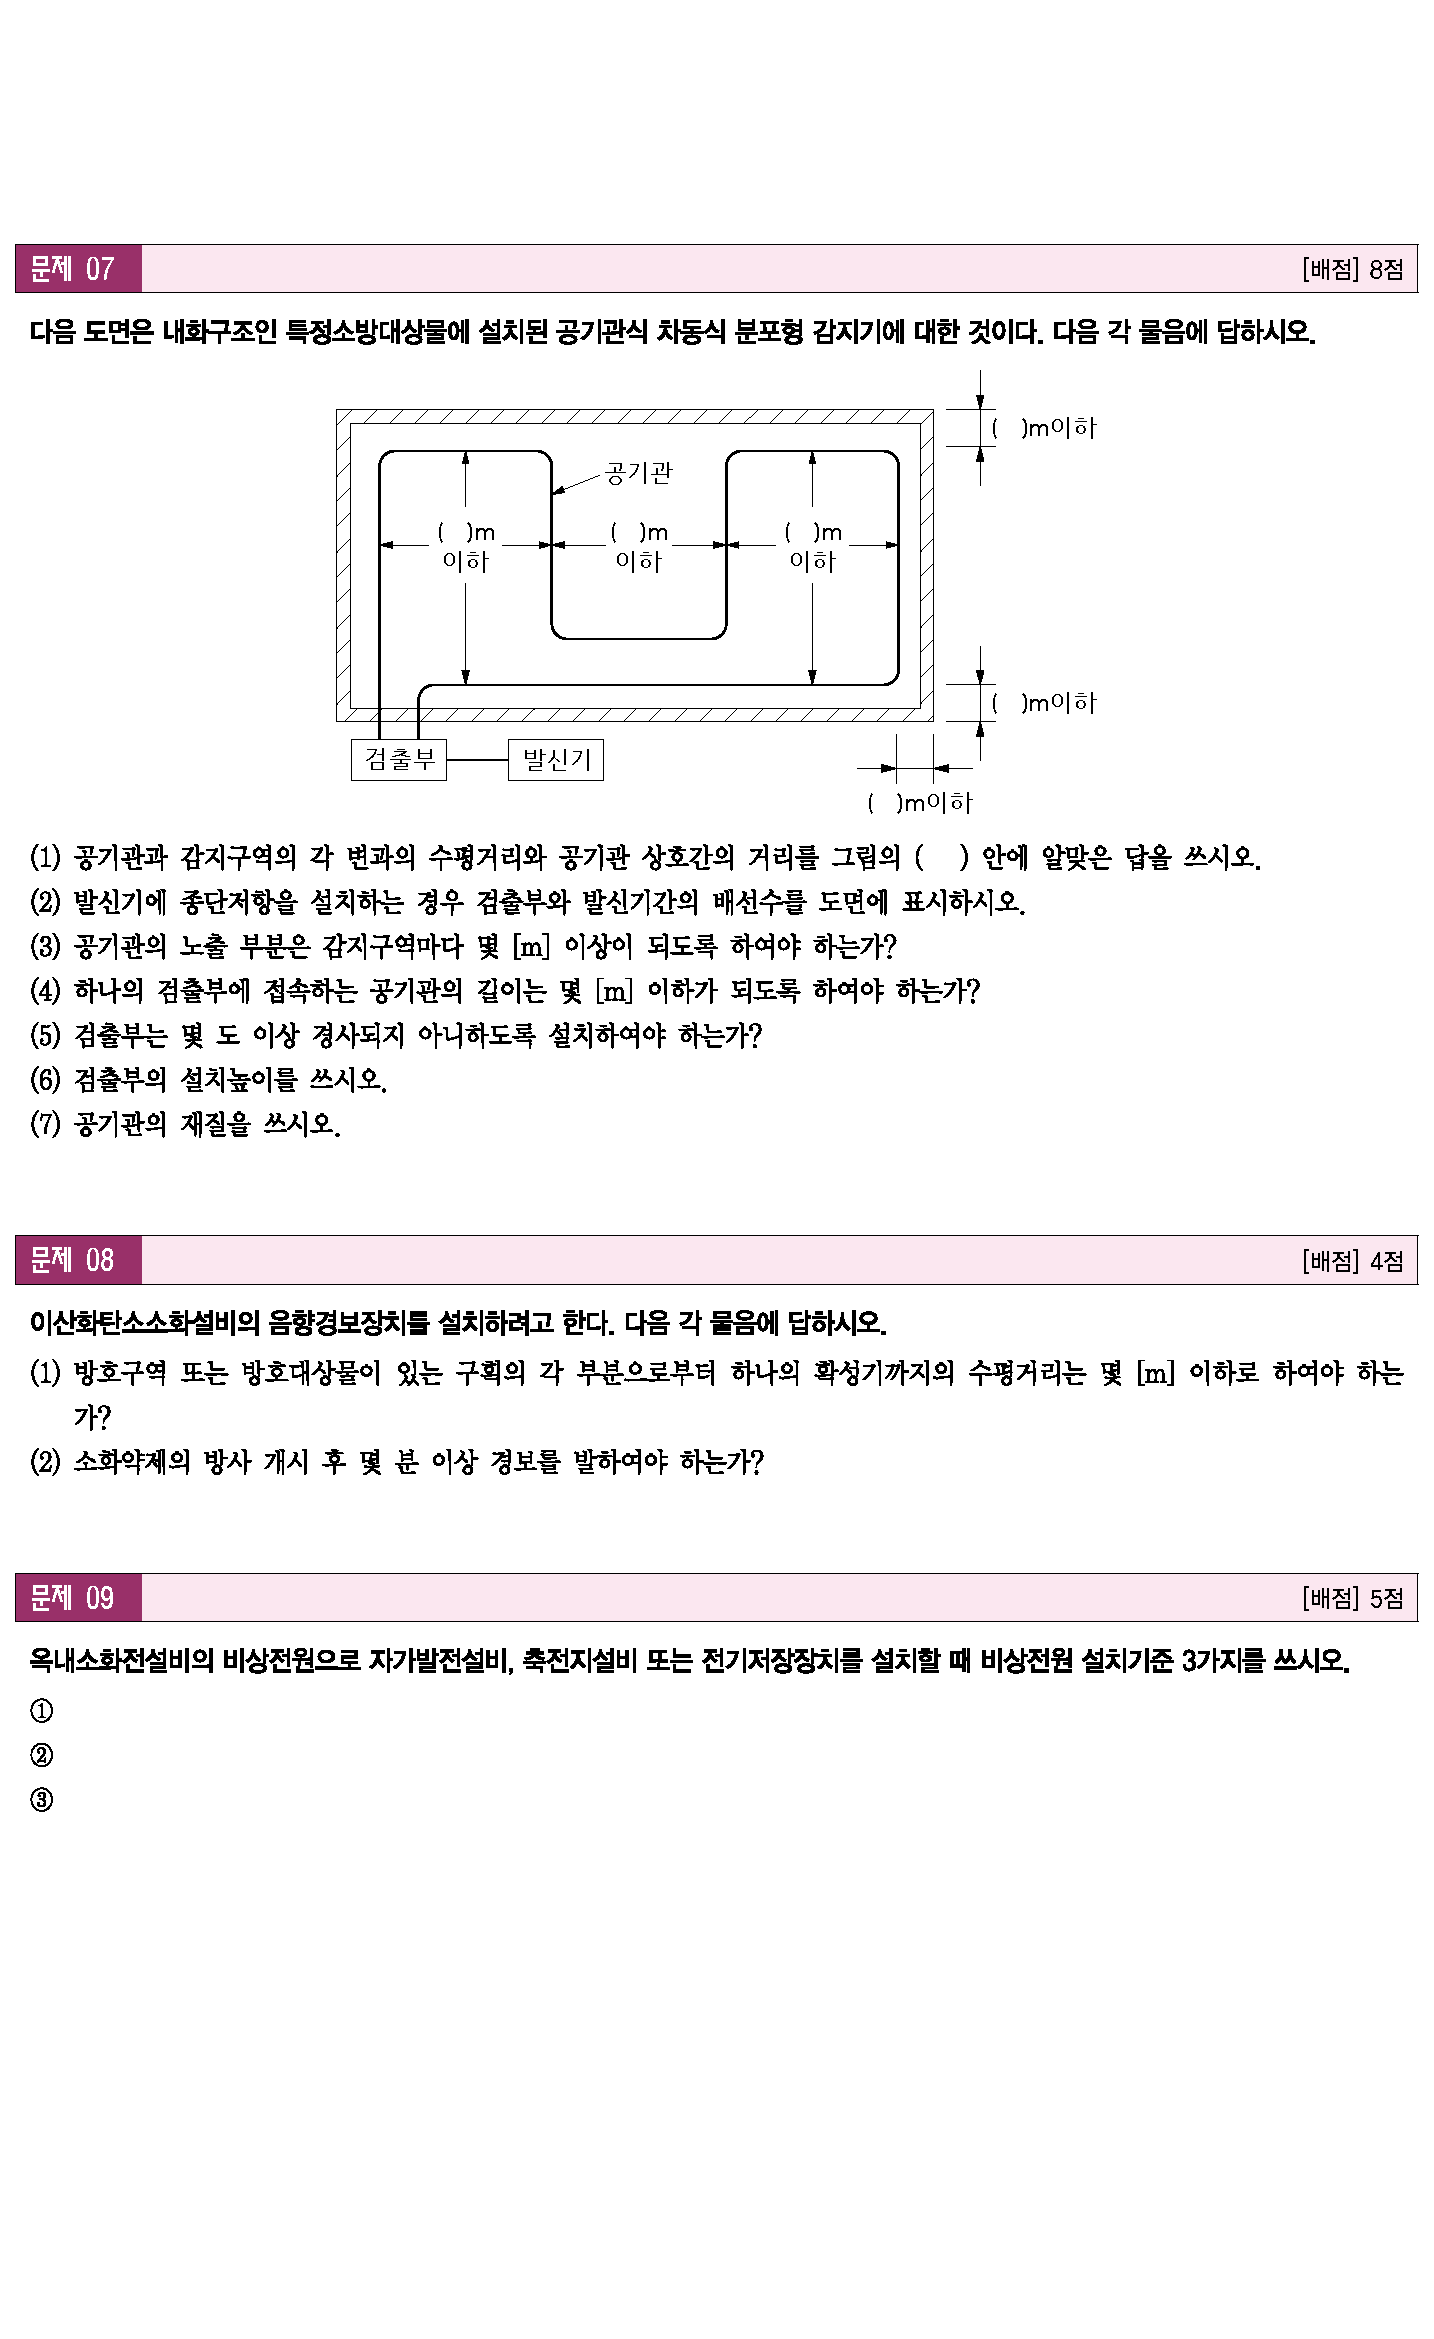 문제 07 [배점] 8점
다음 도면은 내화구조인 특정소방대상물에 설치된 공기관식 차동식 분포형 감지기에 대한 것이다. 다음 각 물음에 답하시오.
( )m이하
공기관
( )m
이하
( )m
이하
( )m
이하
( )m이하
검출부
발신기
( )m이하
(1) 공기관과 감지구역의 각 변과의 수평거리와 공기관 상호간의 거리를 그림의 ( ) 안에 알맞은 답을 쓰시오.
(2) 발신기에 종단저항을 설치하는 경우 검출부와 발신기간의 배선수를 도면에 표시하시오.
(3) 공기관의 노출 부분은 감지구역마다 몇 [m] 이상이 되도록 하여야 하는가?
(4) 하나의 검출부에 접속하는 공기관의 길이는 몇 [m] 이하가 되도록 하여야 하는가?
(5) 검출부는 몇 도 이상 경사되지 아니하도록 설치하여야 하는가?
(6) 검출부의 설치높이를 쓰시오.
(7) 공기관의 재질을 쓰시오.
문제 08 [배점] 4점
이산화탄소소화설비의 음향경보장치를 설치하려고 한다. 다음 각 물음에 답하시오.
(1) 방호구역 또는 방호대상물이 있는 구획의 각 부분으로부터 하나의 확성기까지의 수평거리는 몇 [m] 이하로 하여야 하는
가?
(2) 소화약제의 방사 개시 후 몇 분 이상 경보를 발하여야 하는가?
문제 09 [배점] 5점
옥내소화전설비의 비상전원으로 자가발전설비, 축전지설비 또는 전기저장장치를 설치할 때 비상전원 설치기준 3가지를 쓰시오.
①
②
③